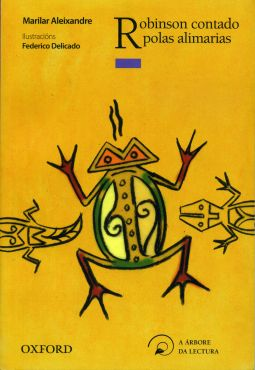 Marilar Aleixandre
Ilustracións
Federico Delicado
Robinson contado
polas alimarias
OXFORD
A ÁRBORE
DA LECTURA